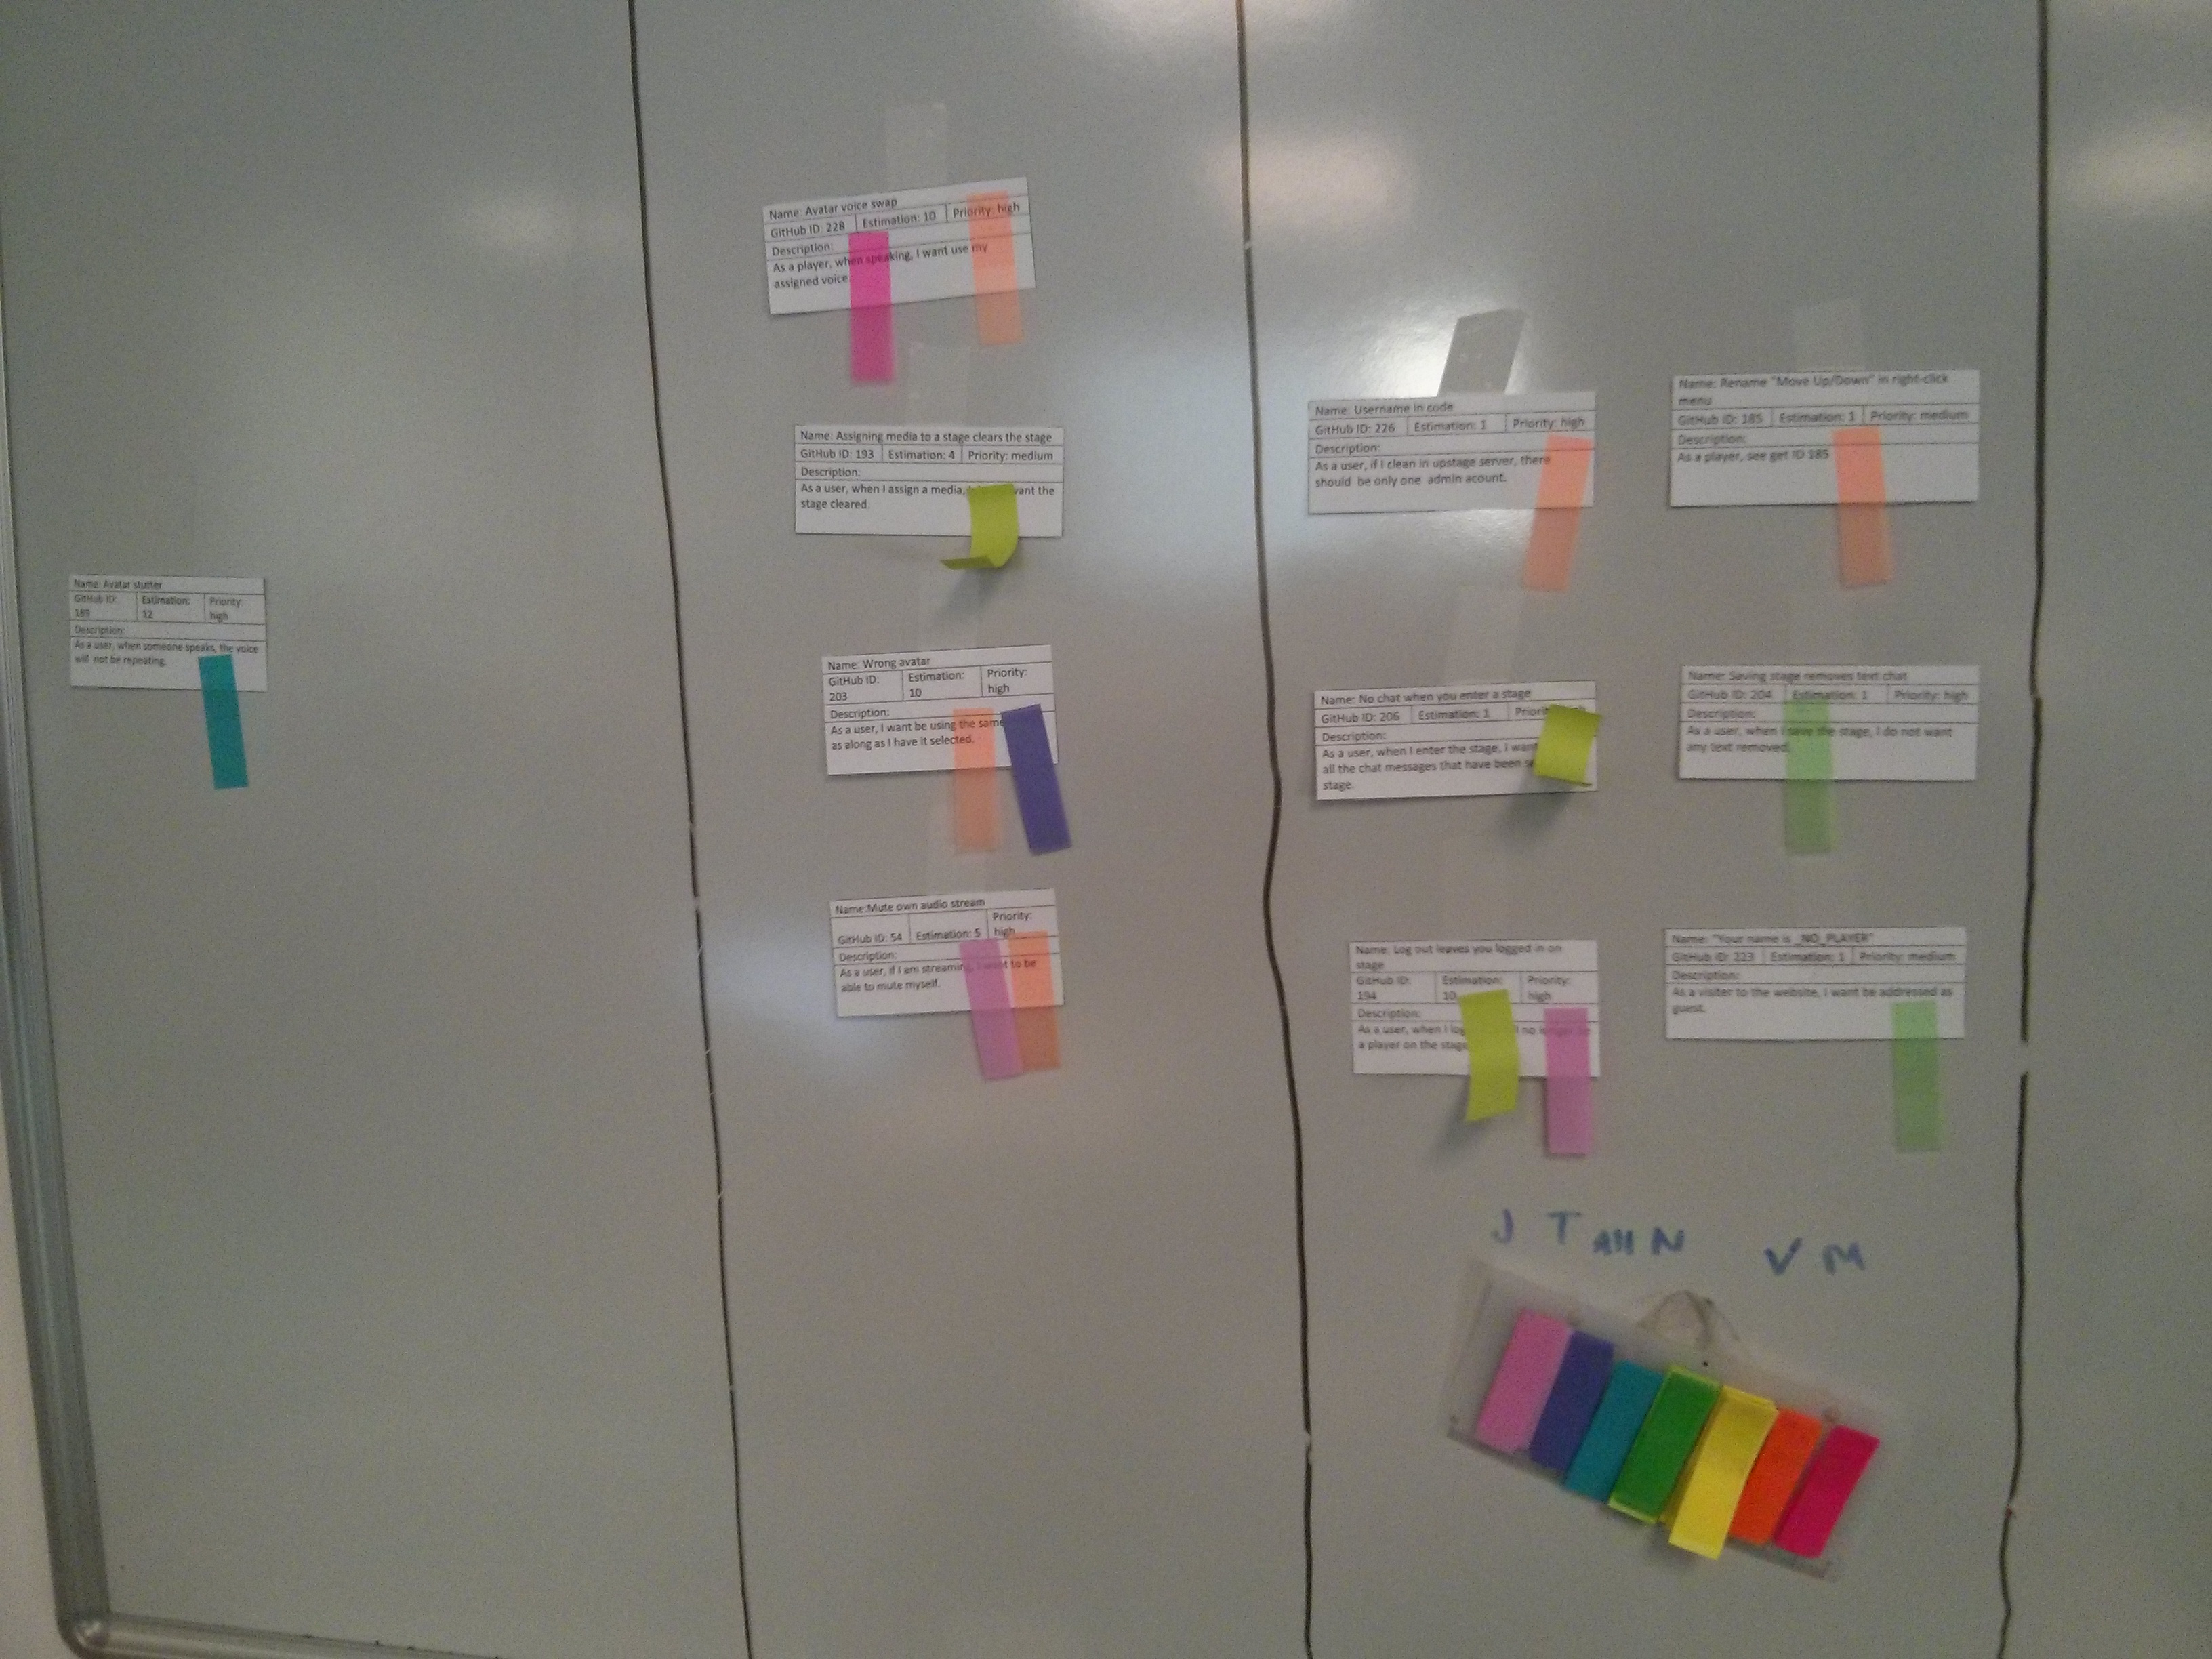 Name: Avatar stutter
GitHub ID: Estimation: Priority:
12 high
Description:
As a user, when someone speaks, the voice
will not be repeating.
Name: Avatar voice swap
GitHub ID: 228 Estimation: 10 Priority: high
Description:
As a player, when speaking, I want use my
assigned voice.
Name: Assigning media to a stage clears the stage
GitHub ID: 193 Estimation: 4 Priority: medium
Description:
As a user, when I assign a media, want the
stage cleared.
Name: Wrong avatar
GitHub ID: Estimation: Priority:
203 10 high
Description:
As a user, I want be using the same
as along as I have it selected.
Name:Mute own audio stream
Priority:
GitHub ID: 54 Estimation: 5 high
Description:
As a user, if I am streaming, I want to be
able to mute myself.
Name: Username in code
GitHub ID: 226 Estimation: 1 Priority: high
Description:
As a user, if I clean in upstage server, there
should be only one admin acount.
Name: No chat when you enter a stage
GitHub ID: 206 Estimation: 1
Description:
As a user, when I enter the stage, I want
all the chat messages that have been
stage.
Name: Log out leaves you logged in on
stage
GitHub ID: Estimation: Priority:
194 10 high
Description:
As a user, when I no longer be
a player on the stage
Name: Rename "Move Up/Down" in right-click
menu
GitHub ID: 185 Estimation: 1 Priority: medium
Description:
As a player, see get ID 185
Name: Saving stage removes text chat
GitHub ID: 204 Estimation: 1 Priority: high
Description:
As a user, when I save the stage, I do not want
any text removed.
Name: "Your name is _NO_PLAYER"
GitHub ID: 223 Estimation: 1 Priority: medium
Description:
As a visiter to the website, I want be addressed as
guest.
J T All N V M